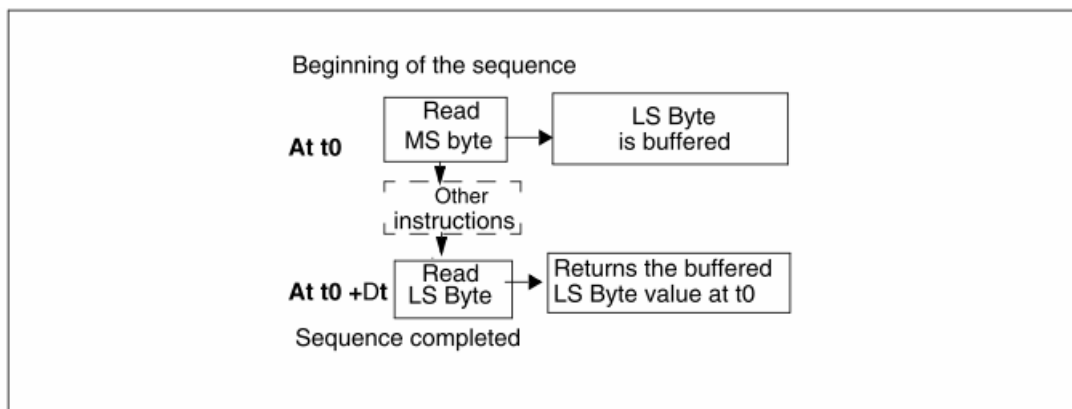 Beginning of the sequence
Read
MS byte
LS Byte
is buffered
At t0
Other
instructions
Read
LS Byte
Returns the buffered
LS Byte value at t0
At t0 +Dt
Sequence completed